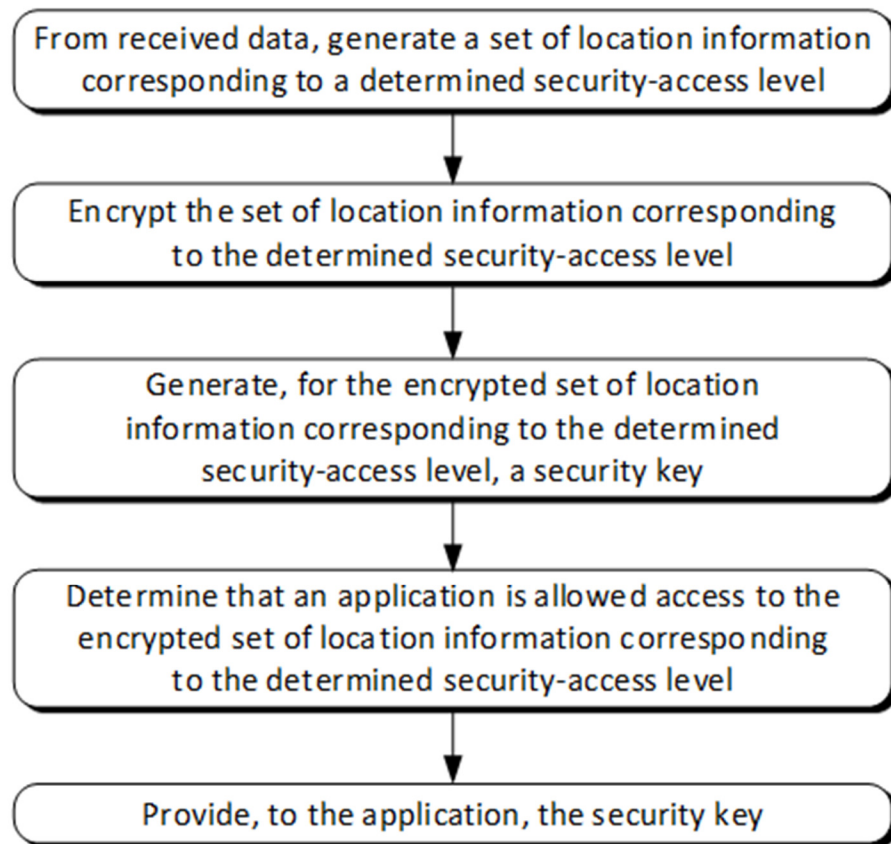 From received data, generate a set of location information
corresponding to a determined security-access level
Encrypt the set of location information corresponding
to the determined security-access level
Generate, for the encrypted set of location
information corresponding to the determined
security-access level, a security key
Determine that an application is allowed access to the
encrypted set of location information corresponding
to the determined security-access level
Provide, to the application, the security key